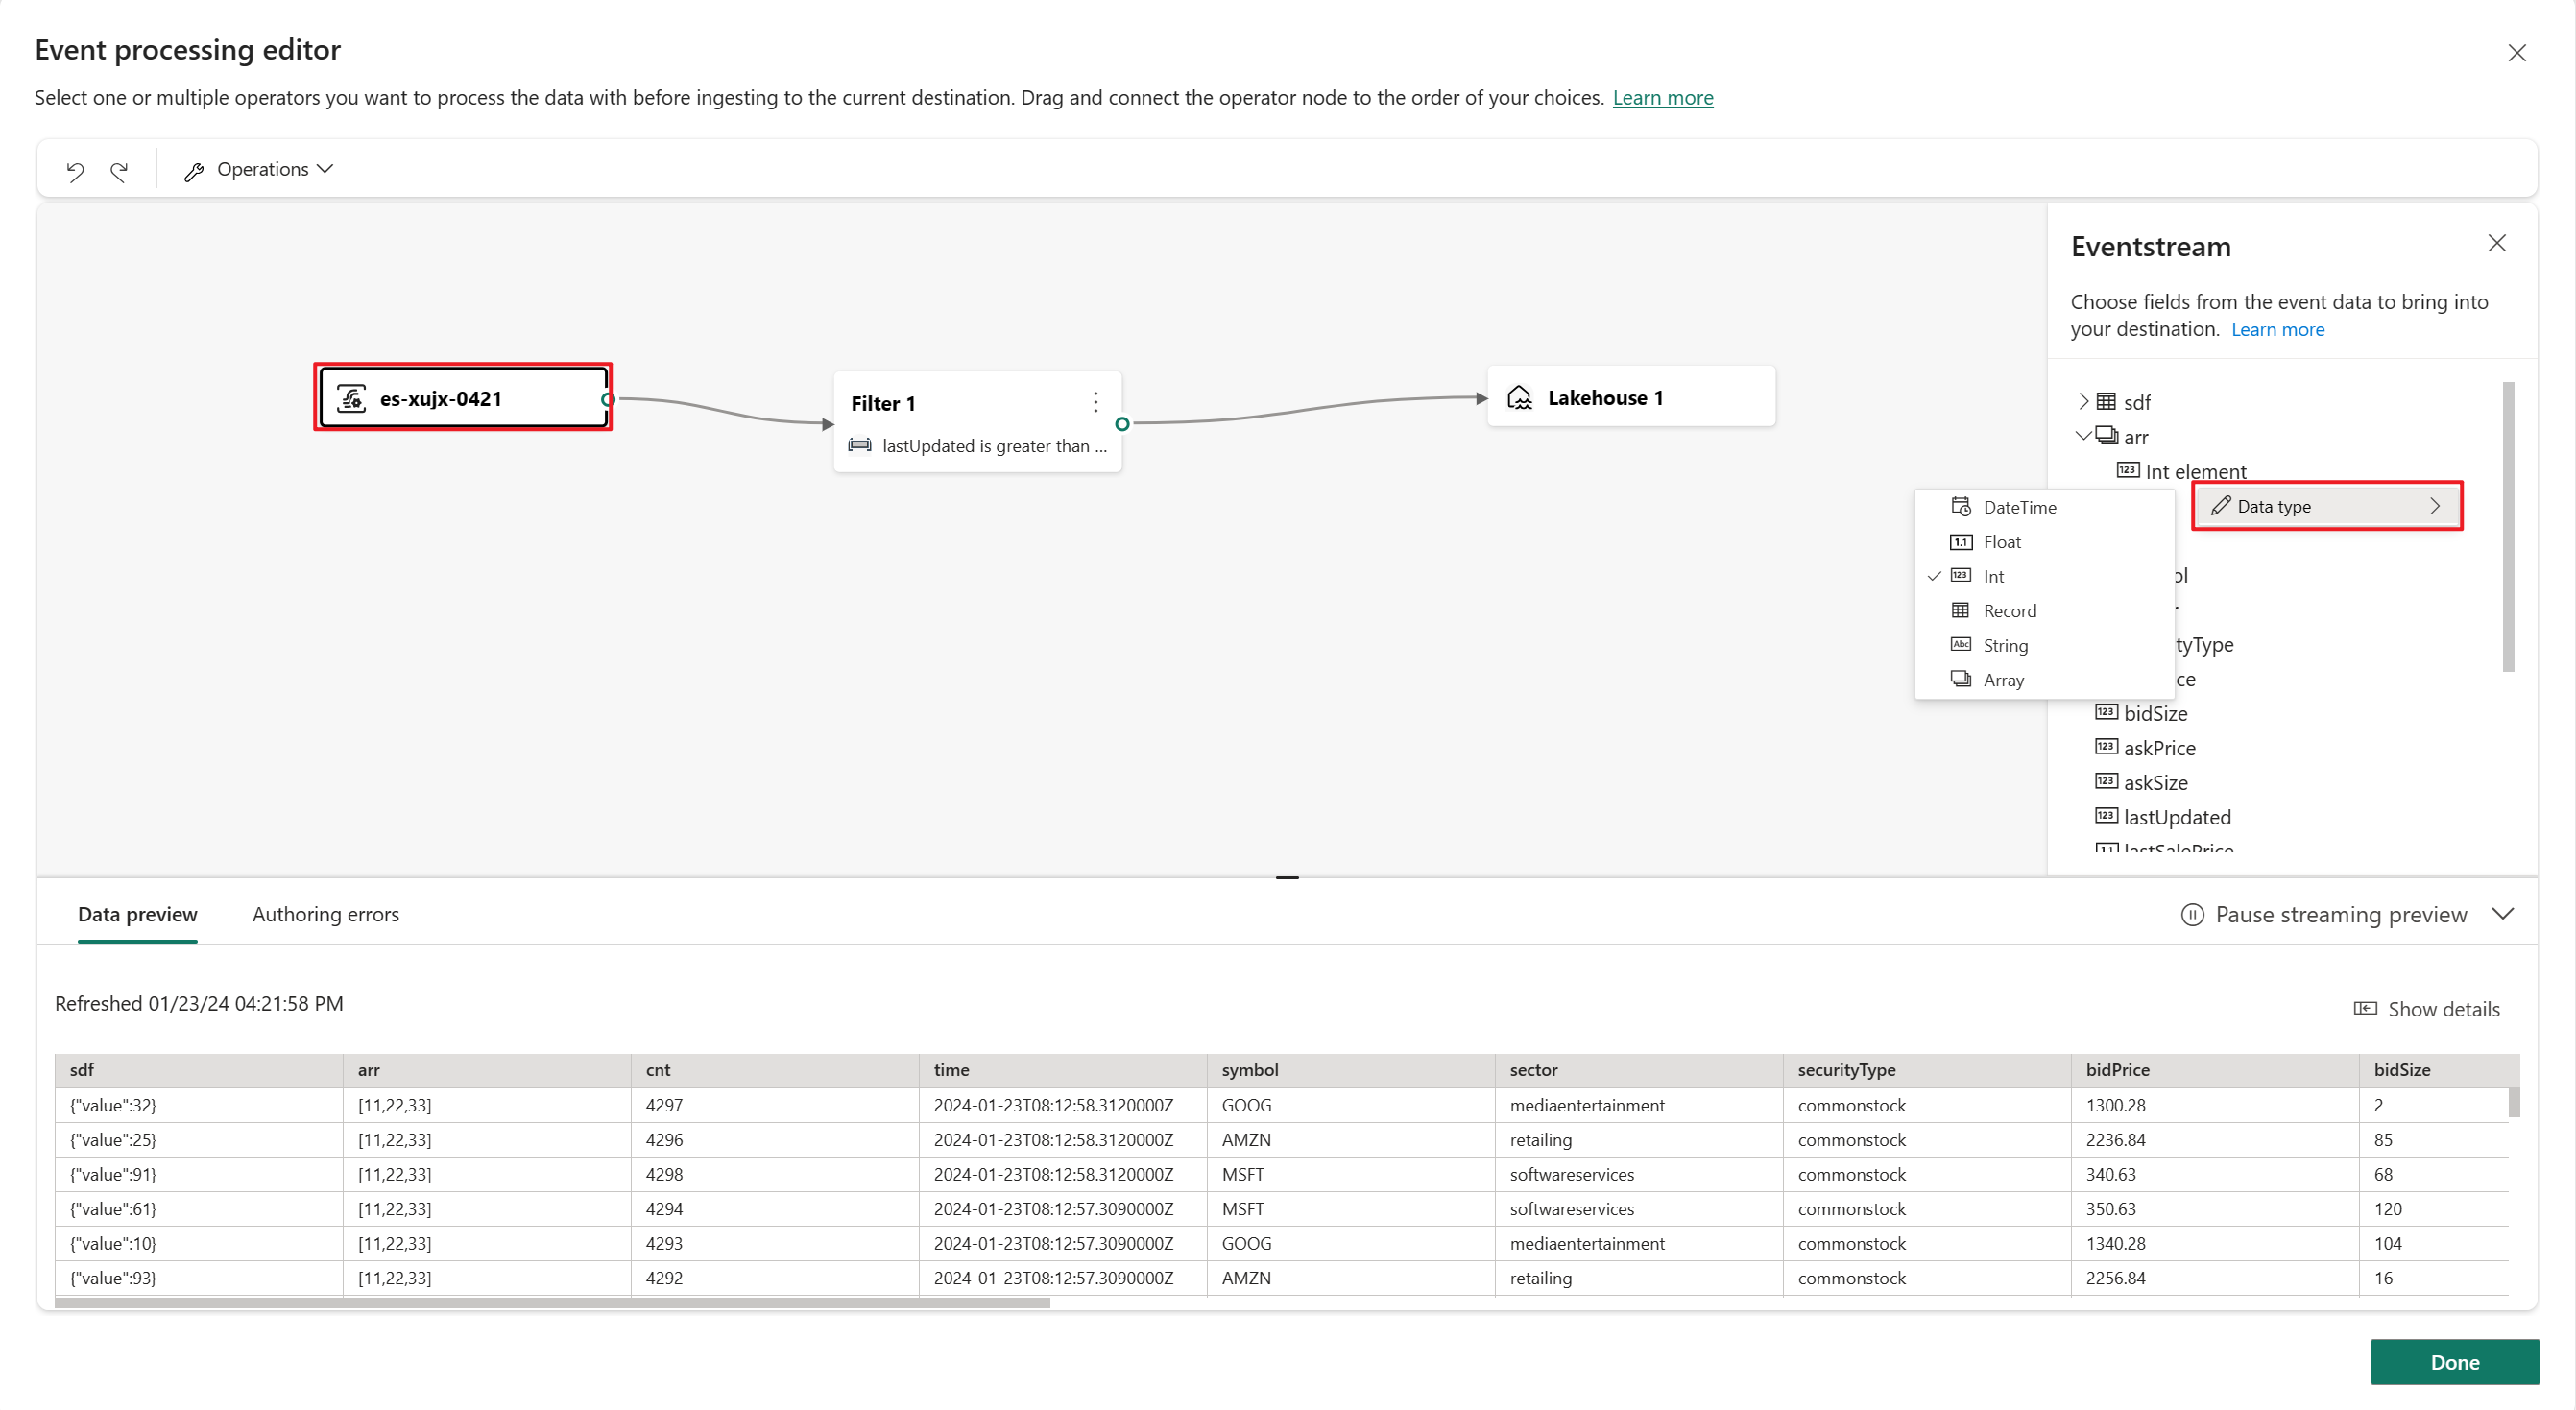 Event processing editor
Select one or multiple operators you want to process the data with before ingesting to the current destination. Drag and connect the operator node to the order of your choices. Learn more
Operations
es-xujx-0421
Filter 1
lastUpdated is greater than ...
Lakehouse 1
Eventstream
Choose fields from the event data to bring into
your destination. Learn more
sdf
arr
123 Int element
Data type
DateTime
1.1 Float
123 Int
Record
Abc String
Array
ol
tyType
ce
123 bidSize
123 askPrice
123 askSize
123 lastUpdated
lastSalePrice
Data preview Authoring errors
Pause streaming preview
Refreshed 01/23/24 04:21:58 PM
Show details
sdf arr cnt time symbol sector securityType bidPrice bidSize
{"value":32} [11,22,33] 4297 2024-01-23T08:12:58.3120000Z GOOG mediaentertainment commonstock 1300.28 2
{"value":25} [11,22,33] 4296 2024-01-23T08:12:58.3120000Z AMZN retailing commonstock 2236.84 85
{"value":91} [11,22,33] 4298 2024-01-23T08:12:58.3120000Z MSFT softwareservices commonstock 340.63 68
{"value":61} [11,22,33] 4294 2024-01-23T08:12:57.3090000Z MSFT softwareservices commonstock 350.63 120
{"value":10} [11,22,33] 4293 2024-01-23T08:12:57.3090000Z GOOG mediaentertainment commonstock 1340.28 104
{"value":93} [11,22,33] 4292 2024-01-23T08:12:57.3090000Z AMZN retailing commonstock 2256.84 16
Done